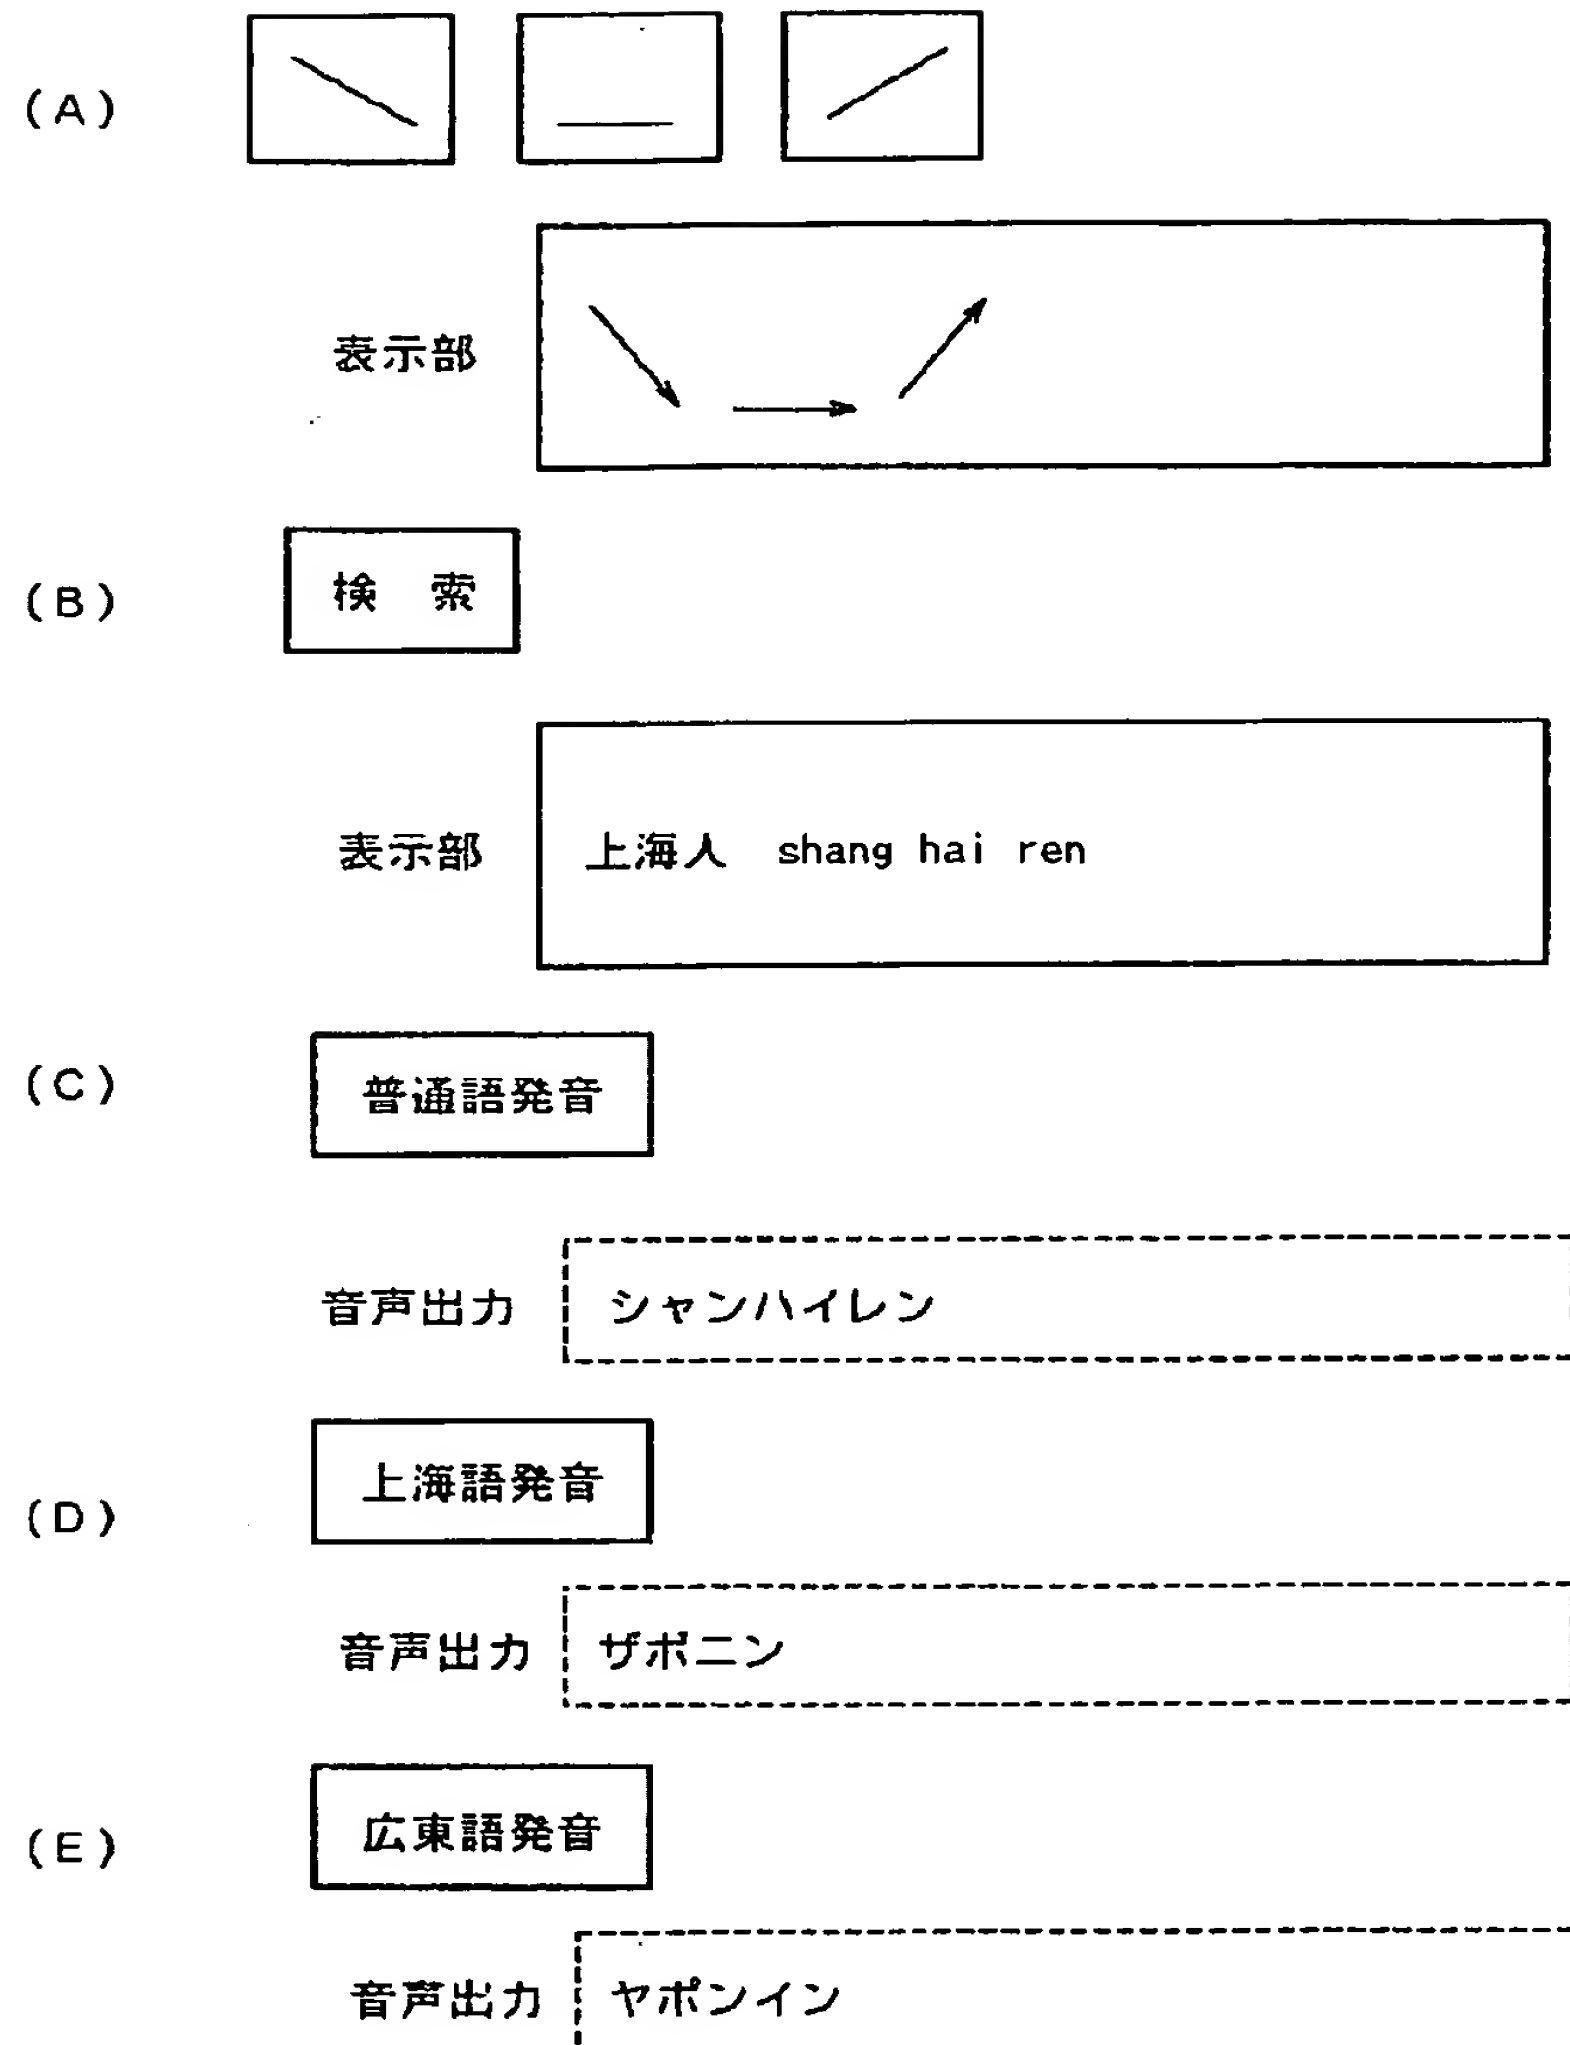 (A)
表示部
(B)
検 索
表示部 上海人 shang hai ren
(C)
普通語発音
音声出力 シャンハイレン
(D)
上海語発音
音声出力 ザボニン
(E)
広東語発音
音声出力 ヤポンイン